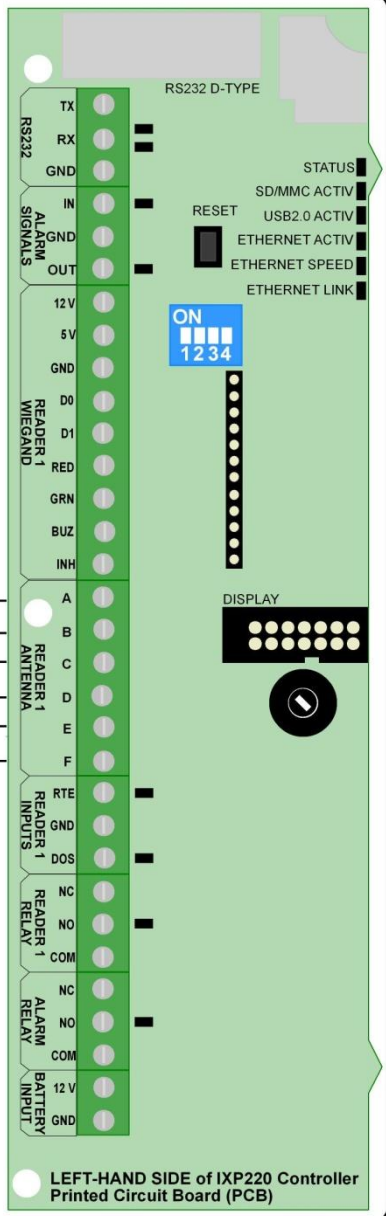 RS232 D-TYPE
RS232
TX
RX
GND
STATUS
SD/MMC ACTIV
USB2.0 ACTIV
ETHERNET ACTIV
ETHERNET SPEED
ETHERNET LINK
ALARM
SIGNALS
IN
GND
OUT
RESET
ON
1234
READER 1
WIEGAND
12 V
5 V
GND
D0
D1
RED
GRN
BUZ
INH
READER 1
ANTENNA
A
B
C
D
E
F
DISPLAY
READER 1
INPUTS
RTE
GND
DOS
READER 1
RELAY
NC
NO
COM
ALARM
RELAY
NC
NO
COM
BATTERY
INPUT
12 V
GND
LEFT-HAND SIDE of IXP220 Controller
Printed Circuit Board (PCB)